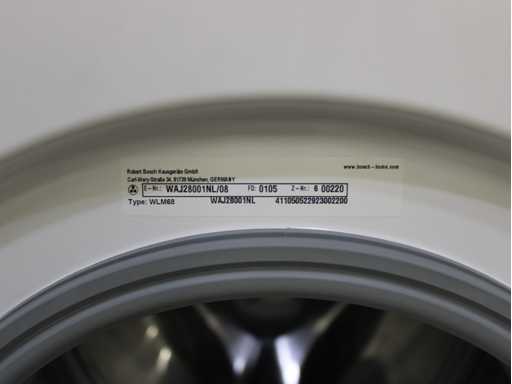 Robert Bosch Hausgeräte GmbH
www.bosch-home.com
Carl-Wery-Straße 34, 81739 München, GERMANY
E-Nr.: WAJ28001NL/08 FD: 0105 Z-Nr.: 6 00220
Type: WLM68 WAJ28001NL 411050522923002200